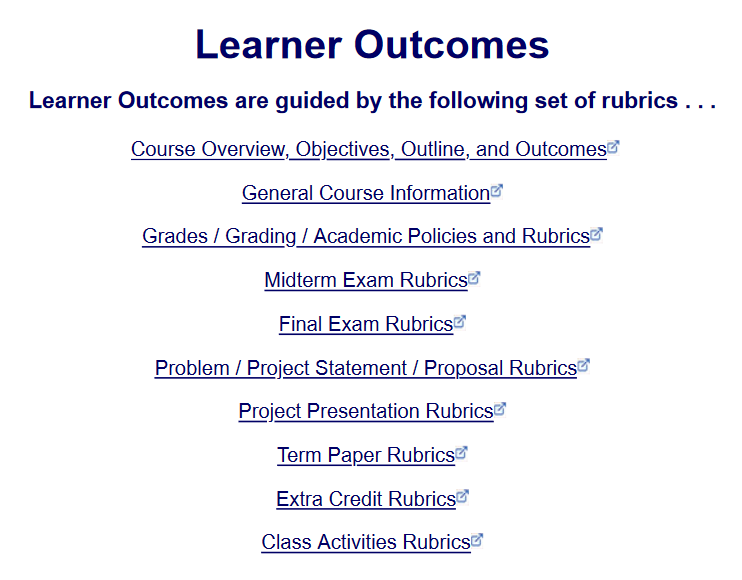 Learner Outcomes
Learner Outcomes are guided by the following set of rubrics . . .
Course Overview, Objectives, Outline, and Outcomes
General Course Information
Grades / Grading / Academic Policies and Rubrics
Midterm Exam Rubrics
Final Exam Rubrics
Problem / Project Statement / Proposal Rubrics
Project Presentation Rubrics
Term Paper Rubrics
Extra Credit Rubrics
Class Activities Rubrics